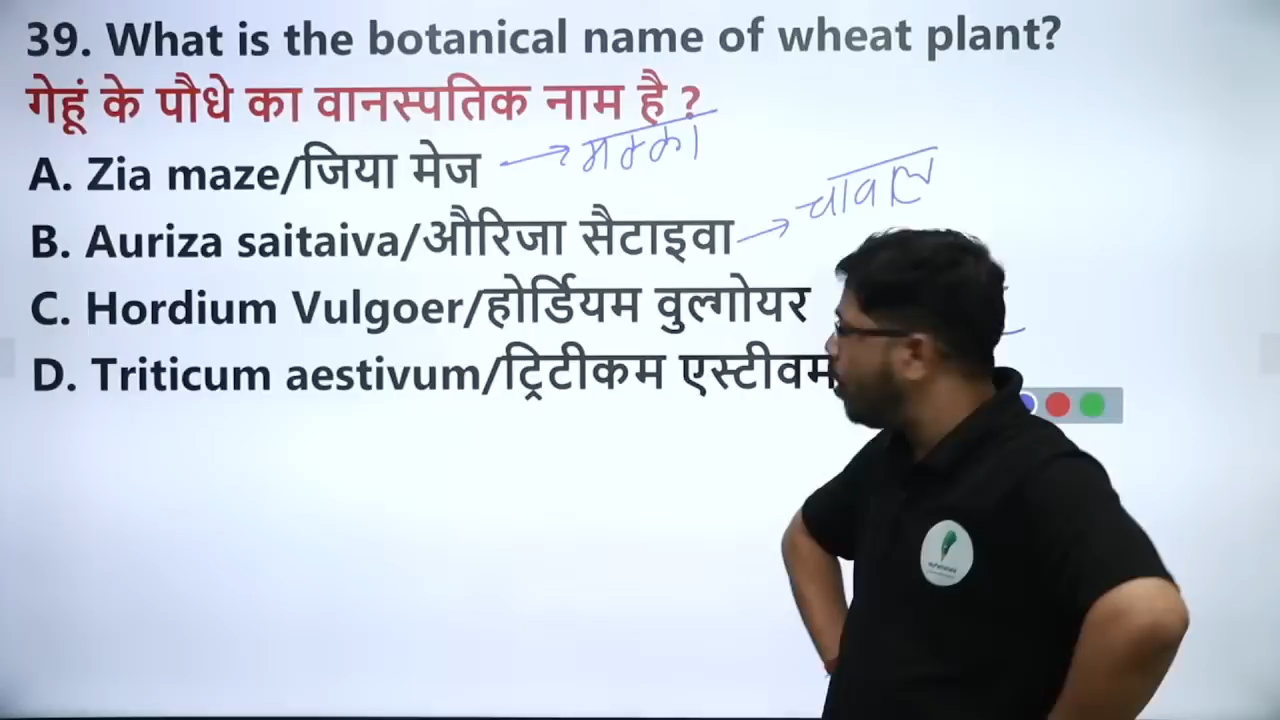 39. What is the botanical name of wheat plant?
गेहूं के पौधे का वानस्पतिक नाम है ?
A. Zia maze/जिया मेज → मक्का
B. Auriza saitaiva/औरिजा सैटाइवा → चावल
C. Hordium Vulgoer/होर्डियम वुल्गोयर
D. Triticum aestivum/ट्रिटीकम एस्टीवम